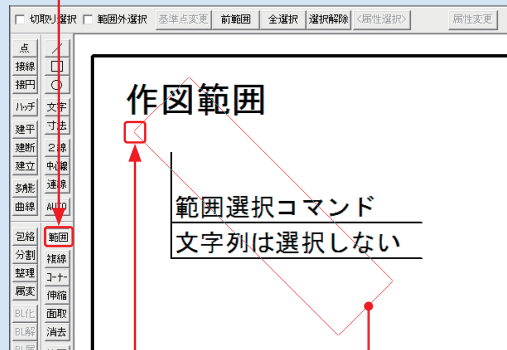 切取り選択 範囲外選択 基準点変更 前範囲 全選択 選択解除 <属性選択> 属性変更
点 ／
接線 □
接円 ○
ハッチ 文字
建平 寸法
建断 2線
建立 中心線
多角形 連線
曲線 AUTO
包絡 範囲
分割 複線
整理 コーナー
属変 伸縮
BL化 面取
BL解 消去
BL属
作図範囲
範囲選択コマンド
文字列は選択しない